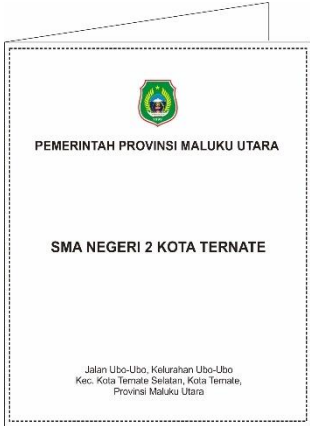 PEMERINTAH PROVINSI MALUKU UTARA
SMA NEGERI 2 KOTA TERNATE
Jalan Ubo-Ubo, Kelurahan Ubo-Ubo
Kec. Kota Ternate Selatan, Kota Ternate,
Provinsi Maluku Utara